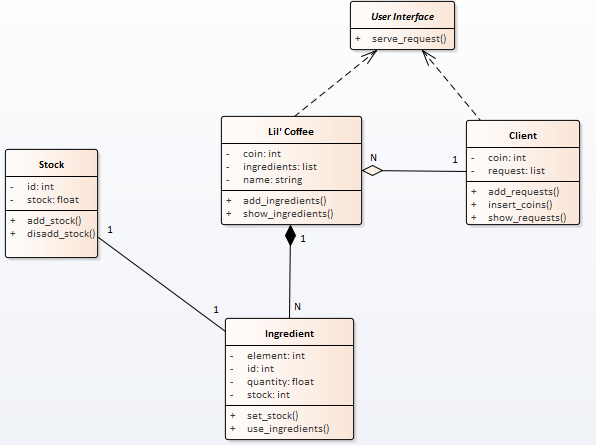 User Interface
+ serve_request()
Lil' Coffee
- coin: int
- ingredients: list
- name: string
+ add_ingredients()
+ show_ingredients()
N
1
Client
- coin: int
- request: list
+ add_requests()
+ insert_coins()
+ show_requests()
Stock
- id: int
- stock: float
+ add_stock()
+ disadd_stock()
1
1
1
N
Ingredient
- element: int
- id: int
- quantity: float
- stock: int
+ set_stock()
+ use_ingredients()